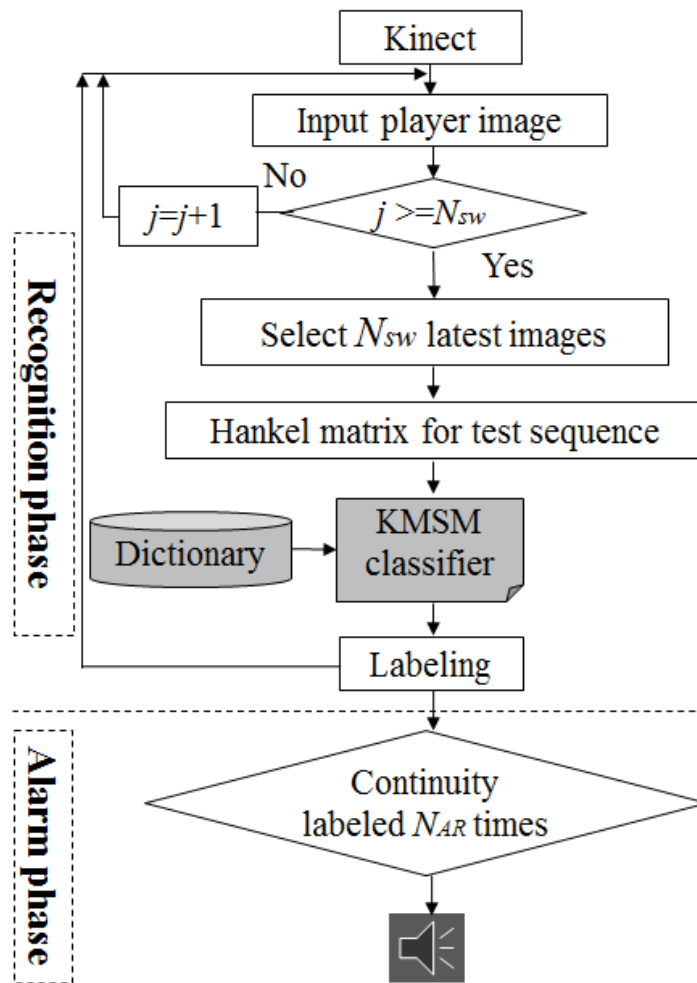 Kinect
Input player image
No
j=j+1
j >=Nsw
Yes
Select Nsw latest images
Hankel matrix for test sequence
Dictionary
KMSM
classifier
Labeling
Recognition phase
Continuity
labeled NAR times
Alarm phase